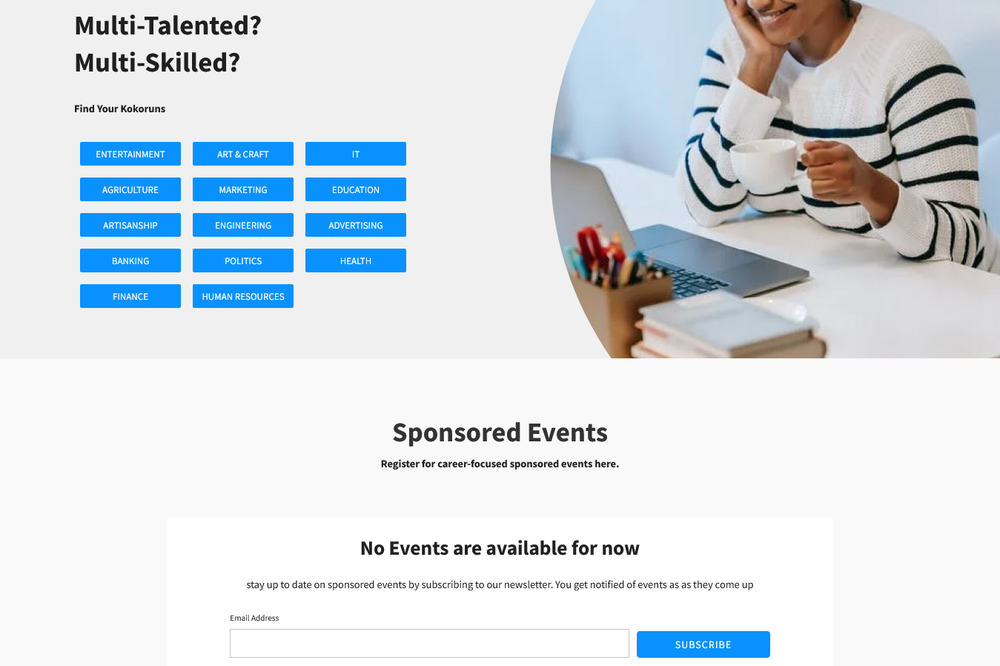 Multi-Talented?
Multi-Skilled?
Find Your Kokoruns
ENTERTAINMENT
ART & CRAFT
IT
AGRICULTURE
MARKETING
EDUCATION
ARTISANSHIP
ENGINEERING
ADVERTISING
BANKING
POLITICS
HEALTH
FINANCE
HUMAN RESOURCES
Sponsored Events
Register for career-focused sponsored events here.
No Events are available for now
stay up to date on sponsored events by subscribing to our newsletter. You get notified of events as as they come up
Email Address
SUBSCRIBE